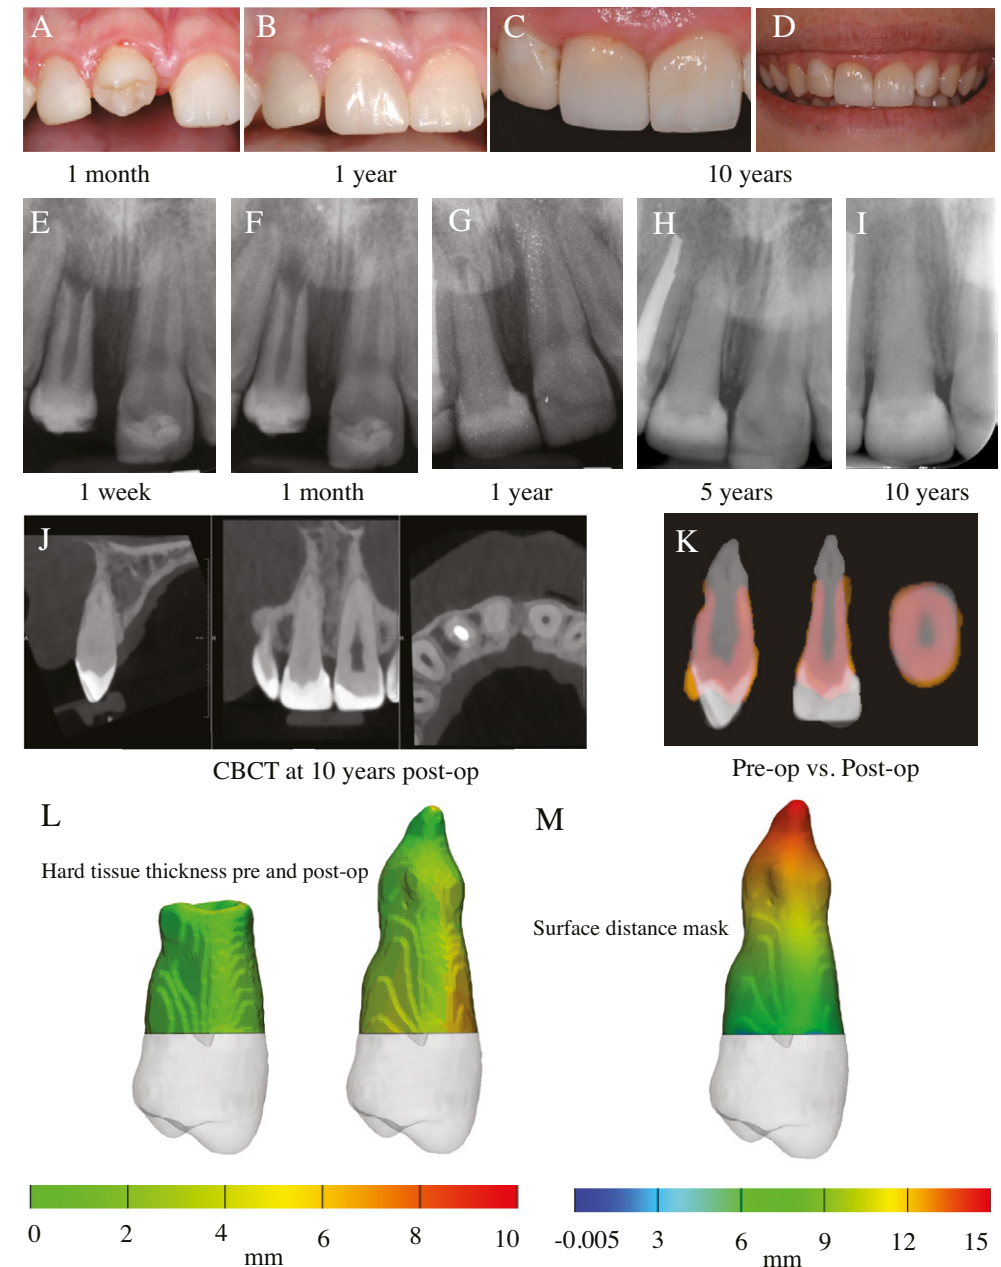 A
B
C
D
1 month
1 year
10 years
E
F
G
H
I
1 week
1 month
1 year
5 years
10 years
J
K
CBCT at 10 years post-op
Pre-op vs. Post-op
L
M
Hard tissue thickness pre and post-op
Surface distance mask
0 2 4 6 8 10
mm
-0.005 3 6 9 12 15
mm